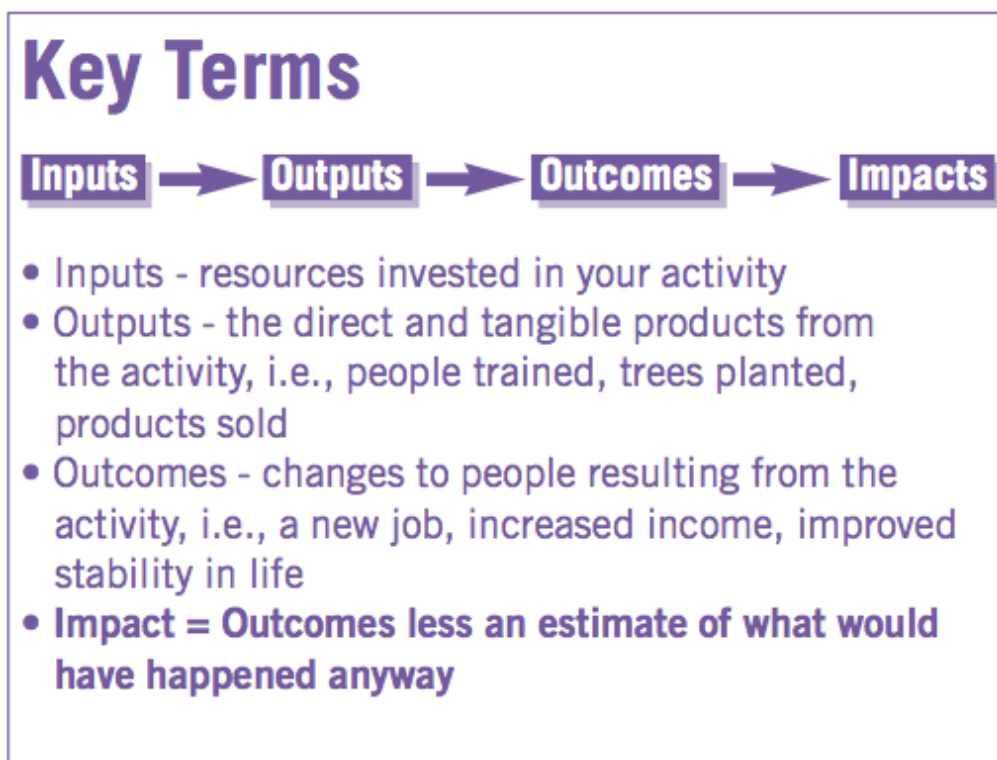 Key Terms
Inputs Outputs Outcomes Impacts
• Inputs - resources invested in your activity
• Outputs - the direct and tangible products from
the activity, i.e., people trained, trees planted,
products sold
• Outcomes - changes to people resulting from the
activity, i.e., a new job, increased income, improved
stability in life
• Impact = Outcomes less an estimate of what would
have happened anyway